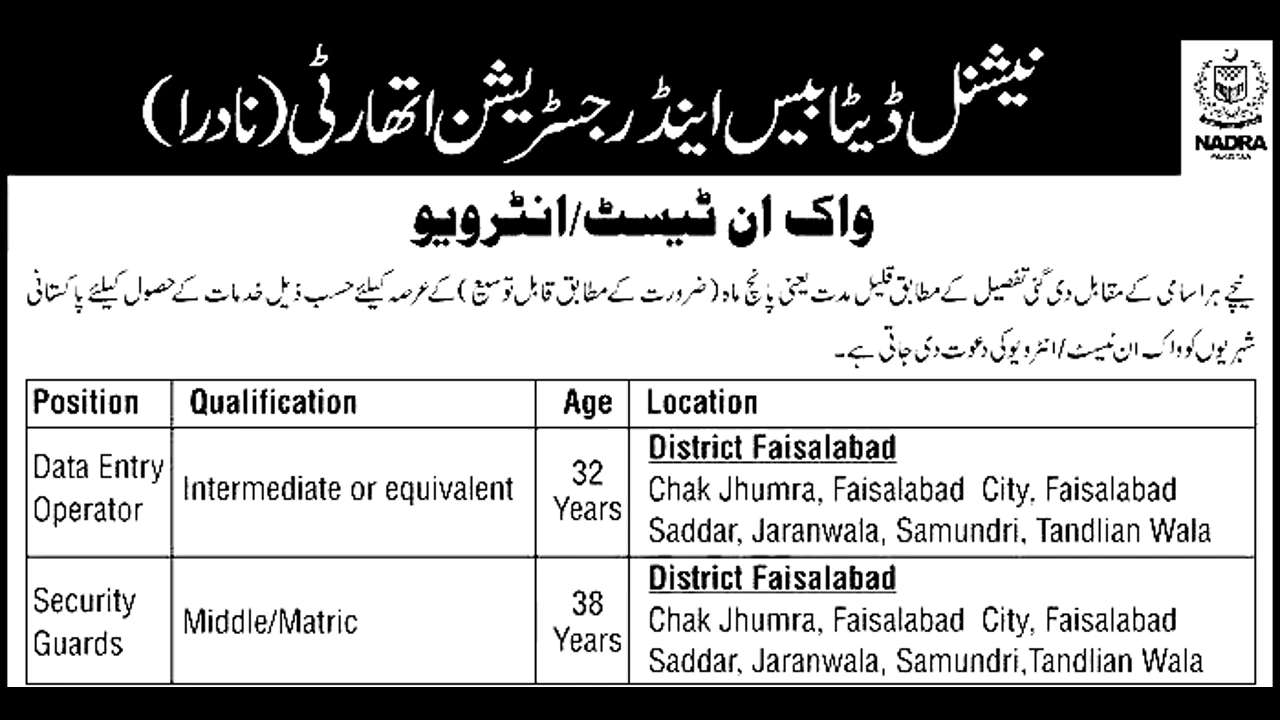 نیشنل ڈیٹا بیس اینڈ رجسٹریشن اتھارٹی (نادرا)
NADRA
PAKISTAN
واک ان ٹیسٹ/انٹرویو
نیچے ہر اسامی کے مقابل دی گئی تفصیل کے مطابق قلیل مدت یعنی پانچ ماہ (ضرورت کے مطابق قابل توسیع) کے عرصہ کیلئے حسب ذیل خدمات کے حصول کیلئے پاکستانی
شہریوں کو واک ان ٹیسٹ/انٹرویو کی دعوت دی جاتی ہے۔
Position Qualification Age Location
Data Entry Operator Intermediate or equivalent 32 Years District Faisalabad
Chak Jhumra, Faisalabad City, Faisalabad
Saddar, Jaranwala, Samundri, Tandlian Wala
Security Guards Middle/Matric 38 Years District Faisalabad
Chak Jhumra, Faisalabad City, Faisalabad
Saddar, Jaranwala, Samundri,Tandlian Wala